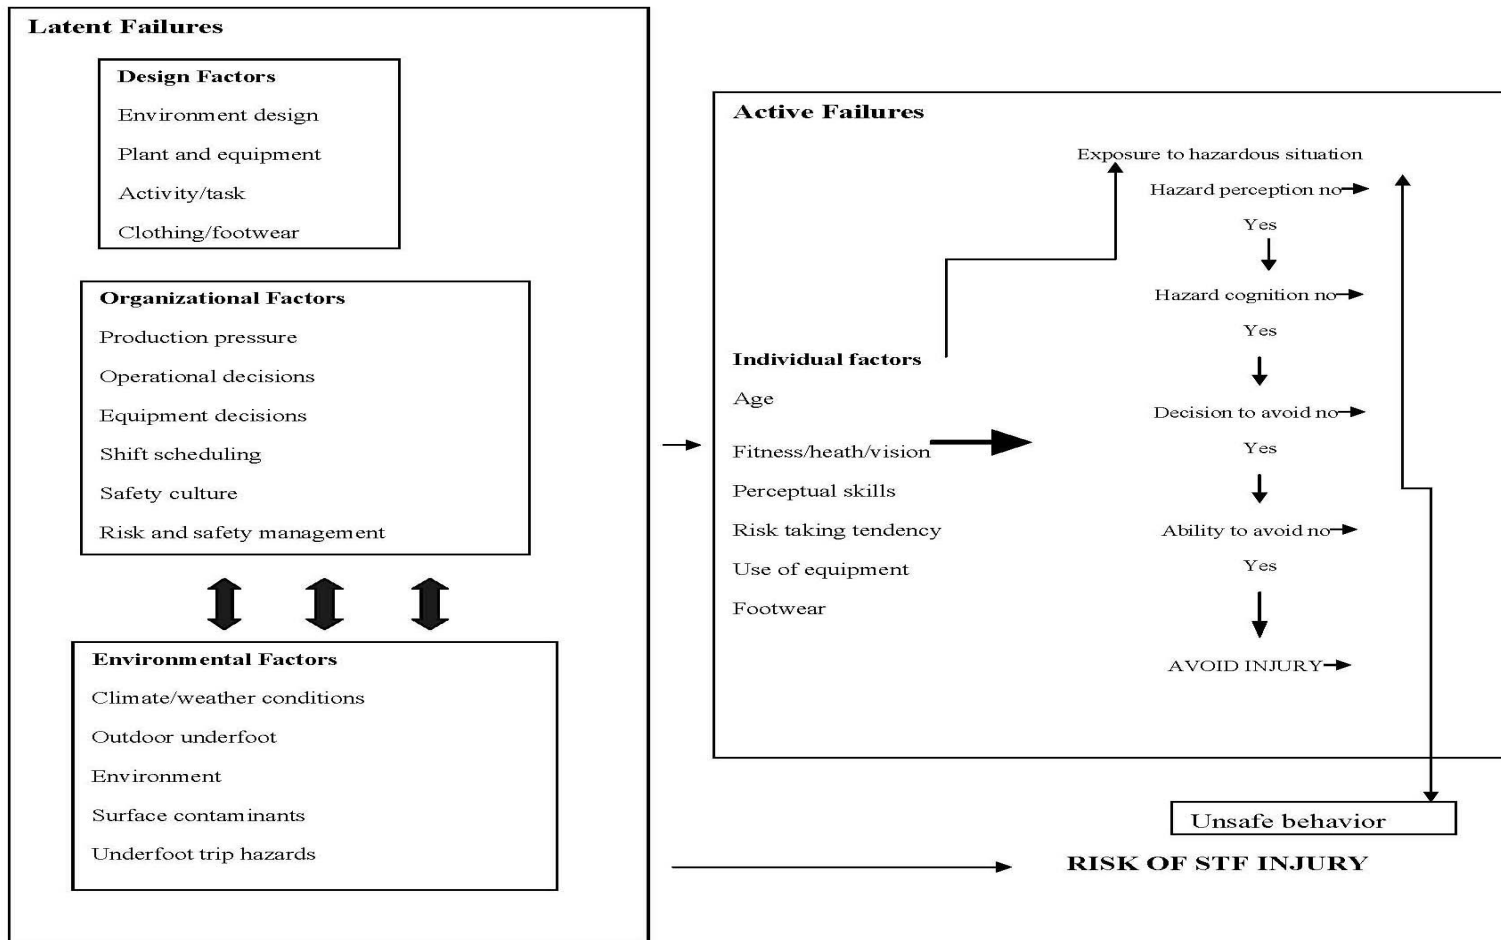 Latent Failures
Design Factors
Environment design
Plant and equipment
Activity/task
Clothing/footwear
Organizational Factors
Production pressure
Operational decisions
Equipment decisions
Shift scheduling
Safety culture
Risk and safety management
Environmental Factors
Climate/weather conditions
Outdoor underfoot
Environment
Surface contaminants
Underfoot trip hazards
Active Failures
Individual factors
Age
Fitness/heath/vision
Perceptual skills
Risk taking tendency
Use of equipment
Footwear
Exposure to hazardous situation
Hazard perception no
Yes
Hazard cognition no
Yes
Decision to avoid no
Yes
Ability to avoid no
Yes
AVOID INJURY
Unsafe behavior
RISK OF STF INJURY